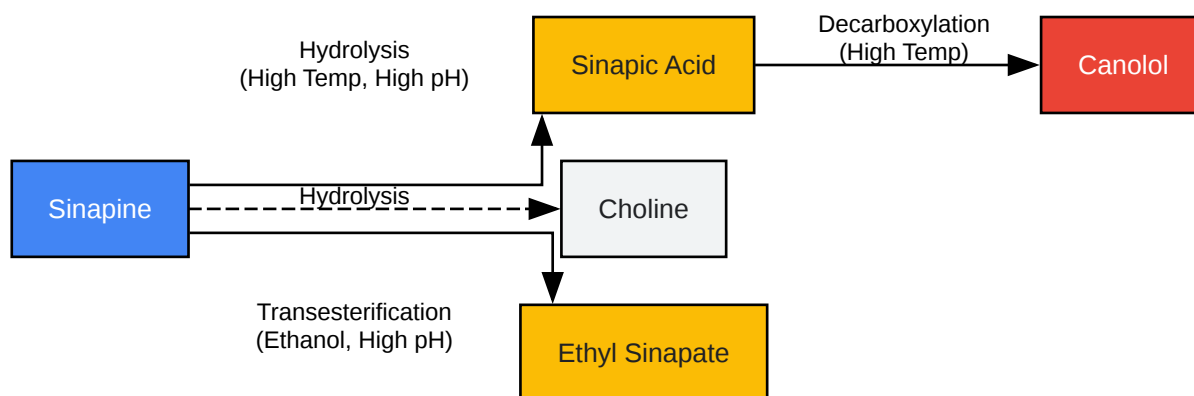 Decarboxylation
(High Temp)
Hydrolysis
(High Temp, High pH)
Sinapic Acid
Canolol
Sinapine
Hydrolysis
Choline
Transesterification
(Ethanol, High pH)
Ethyl Sinapate